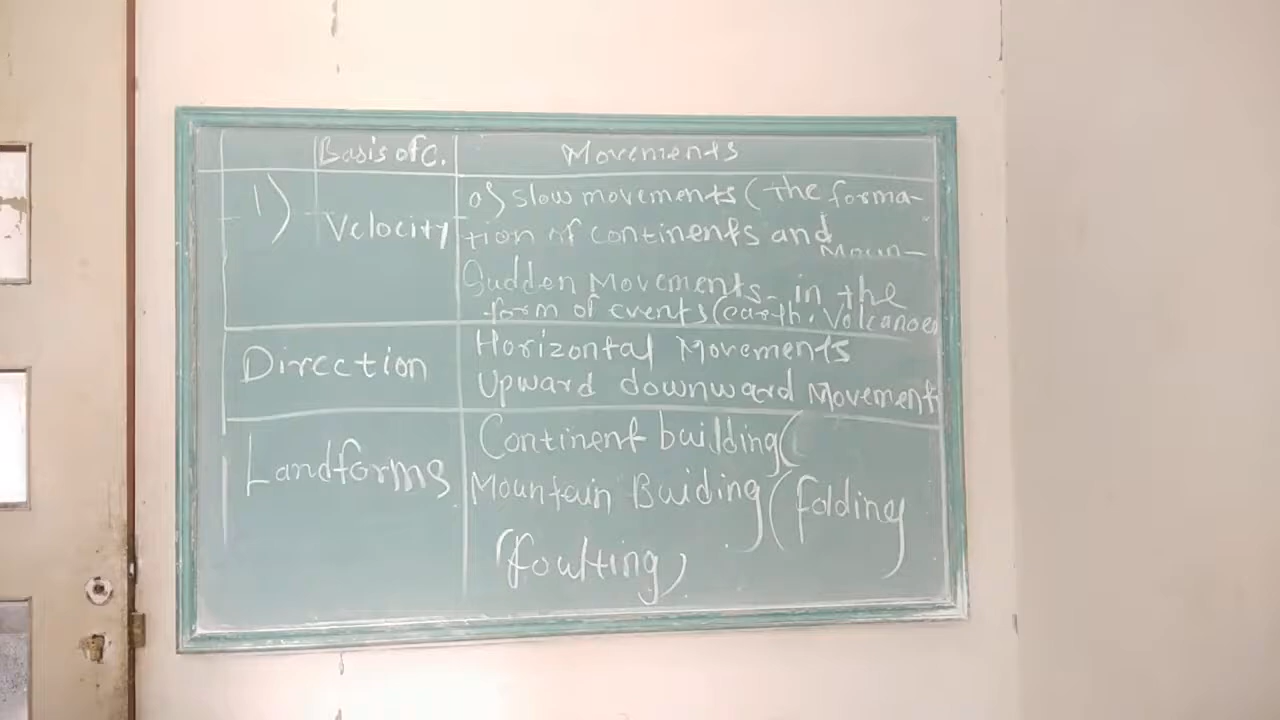 Basis of C. Movements
1) Velocity
a) slow movements (the forma-
tion of continents and Moun-
Sudden Movements- in the
form of events (earth. Volcanoes
Direction
Horizontal Movements
Upward downward Movement
Landforms
Continent building (
Mountain Buiding (folding
(foulting)